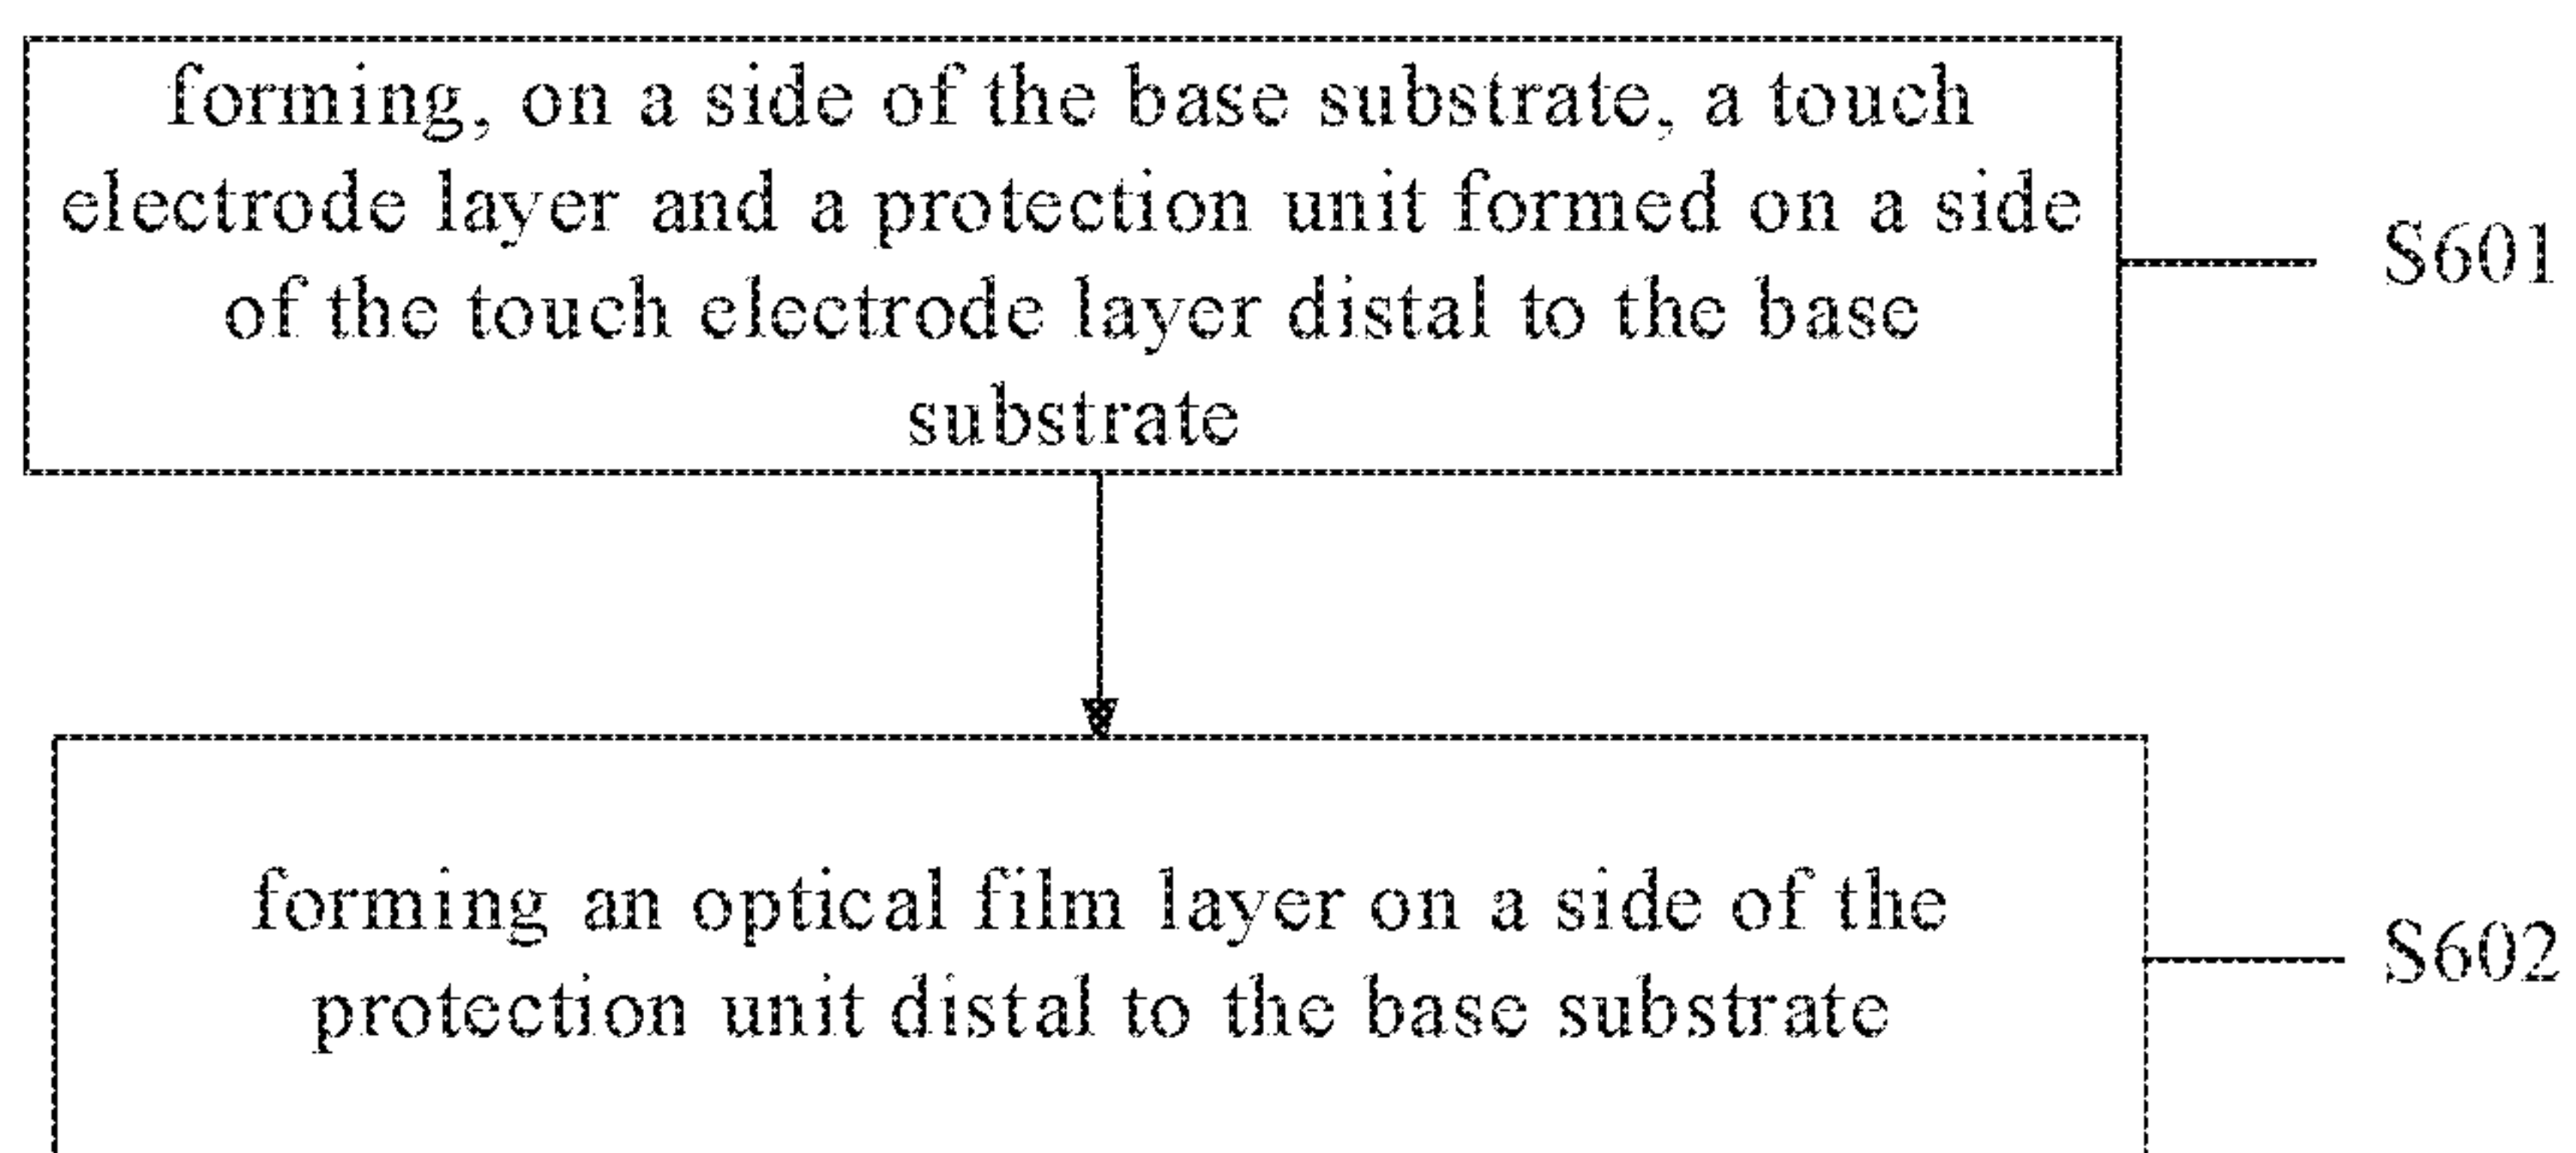 forming, on a side of the base substrate, a touch
electrode layer and a protection unit formed on a side
of the touch electrode layer distal to the base
substrate
S601
forming an optical film layer on a side of the
protection unit distal to the base substrate
S602